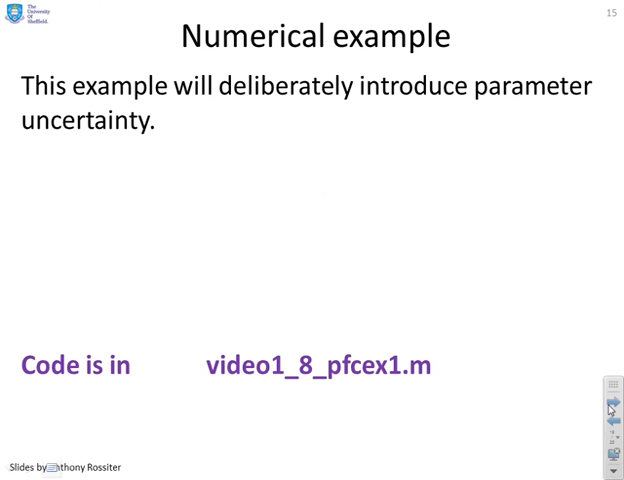 The
University
Of
Sheffield.
15
Numerical example
This example will deliberately introduce parameter
uncertainty.
Code is in video1_8_pfcex1.m
Slides by Anthony Rossiter